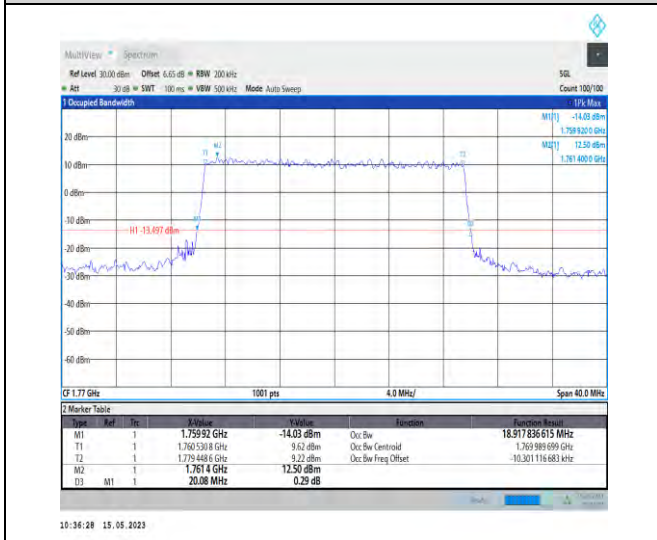 MultiView Spectrum
Ref Level 30.00 dBm Offset 6.65 dB RBW 200 kHz SGL
Att 30 dB SWT 100 ms VBW 500 kHz Mode Auto Sweep Count 100/100
1 Occupied Bandwidth 1Pk Max
M1[1] -14.03 dBm
1.759 920 0 GHz
M2[1] 12.50 dBm
1.761 400 0 GHz
20 dBm
M2
T1 T2
10 dBm
0 dBm
-10 dBm
H1 -13.497 dBm
-20 dBm
-30 dBm
-40 dBm
-50 dBm
-60 dBm
CF 1.77 GHz 1001 pts 4.0 MHz/ Span 40.0 MHz
2 Marker Table
Type Ref Trc X-Value Y-Value Function Function Result
M1 1 1.759 92 GHz -14.03 dBm Occ Bw 18.917 836 615 MHz
T1 1 1.760 530 8 GHz 9.62 dBm Occ Bw Centroid 1.769 989 699 GHz
T2 1 1.779 448 6 GHz 9.22 dBm Occ Bw Freq Offset -10.301 116 683 kHz
M2 1 1.761 4 GHz 12.50 dBm
D3 M1 1 20.08 MHz 0.29 dB
10:36:28 15.05.2023